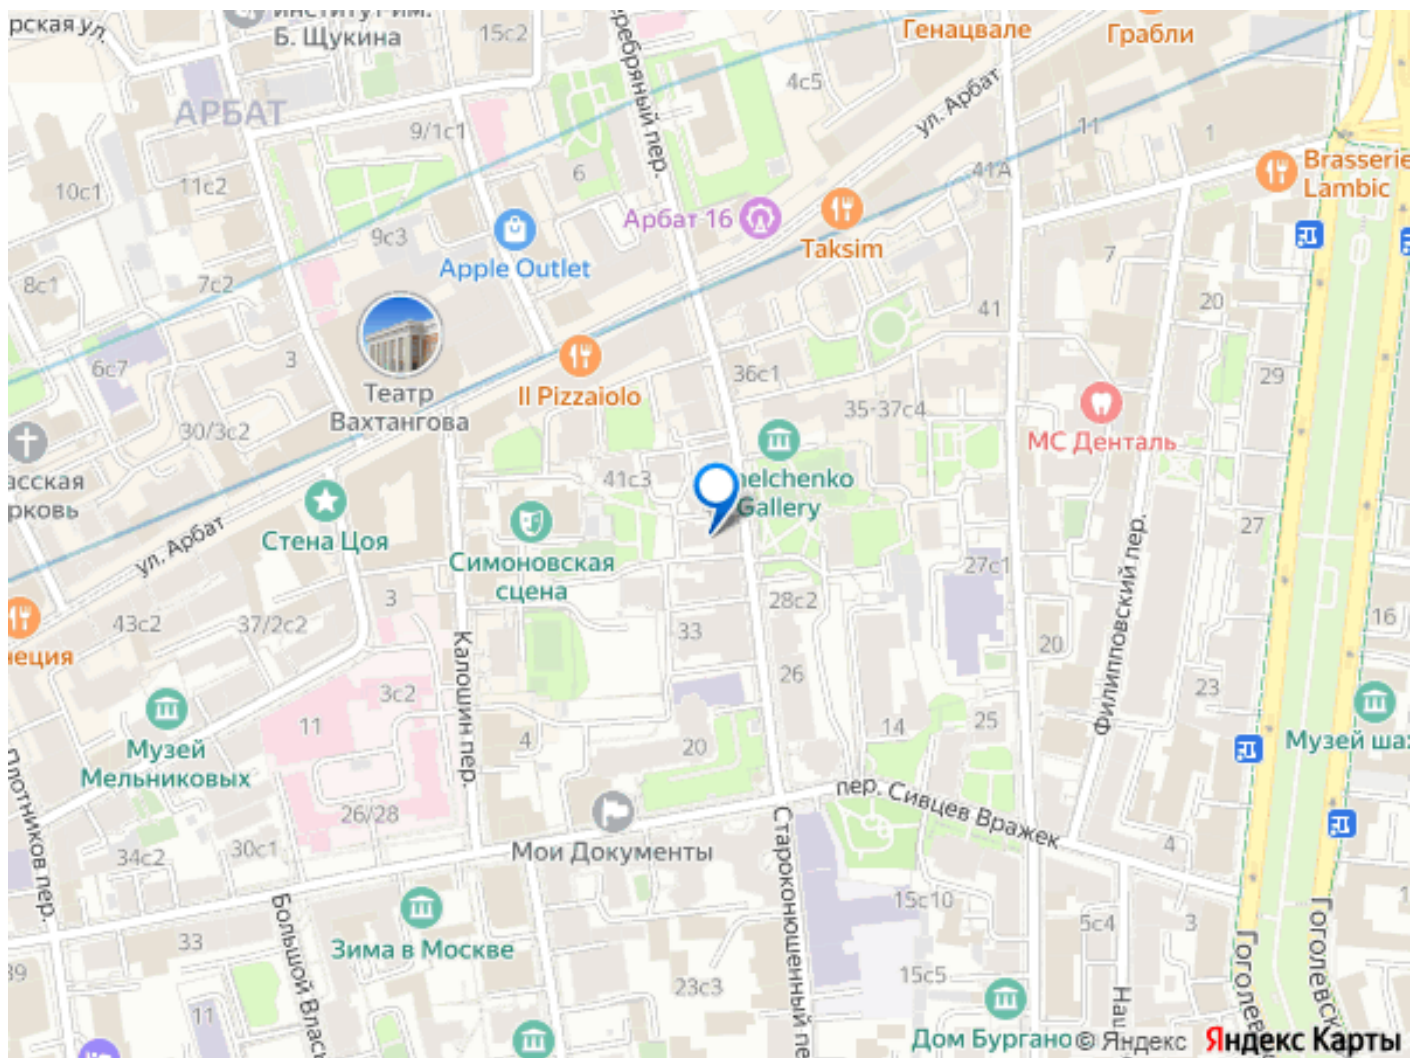 рская ул.
институт им.
Б. Щукина
15с2
Генацвале
Грабли
4с5
ул. Арбат
АРБАТ
9/1с1
11
1
Brasserie
Lambic
6
41А
10с1
11с2
Арбат 16
Taksim
9с3
7
Apple Outlet
8с1
7с2
20
41
3
6с7
Театр
Вахтангова
Il Pizzaiolo
36с1
35-37с4
29
МС Денталь
30/3с2
41с3
Gallery
ул. Арбат
Стена Цоя
Симоновская
сцена
27
27с1
28с2
3
16
43с2
37/2с2
33
20
Калошин пер.
Филипповский пер.
26
23
3с2
11
14
25
4
20
Музей
Мельниковых
пер. Сивцев Вражек
26/28
Мои Документы
4
34с2
30с1
Староконюшенный пе
15с10
5с4
3
33
Зима в Москве
23с3
15с5
11
Дом Бургано
© Яндекс
Яндекс Карты